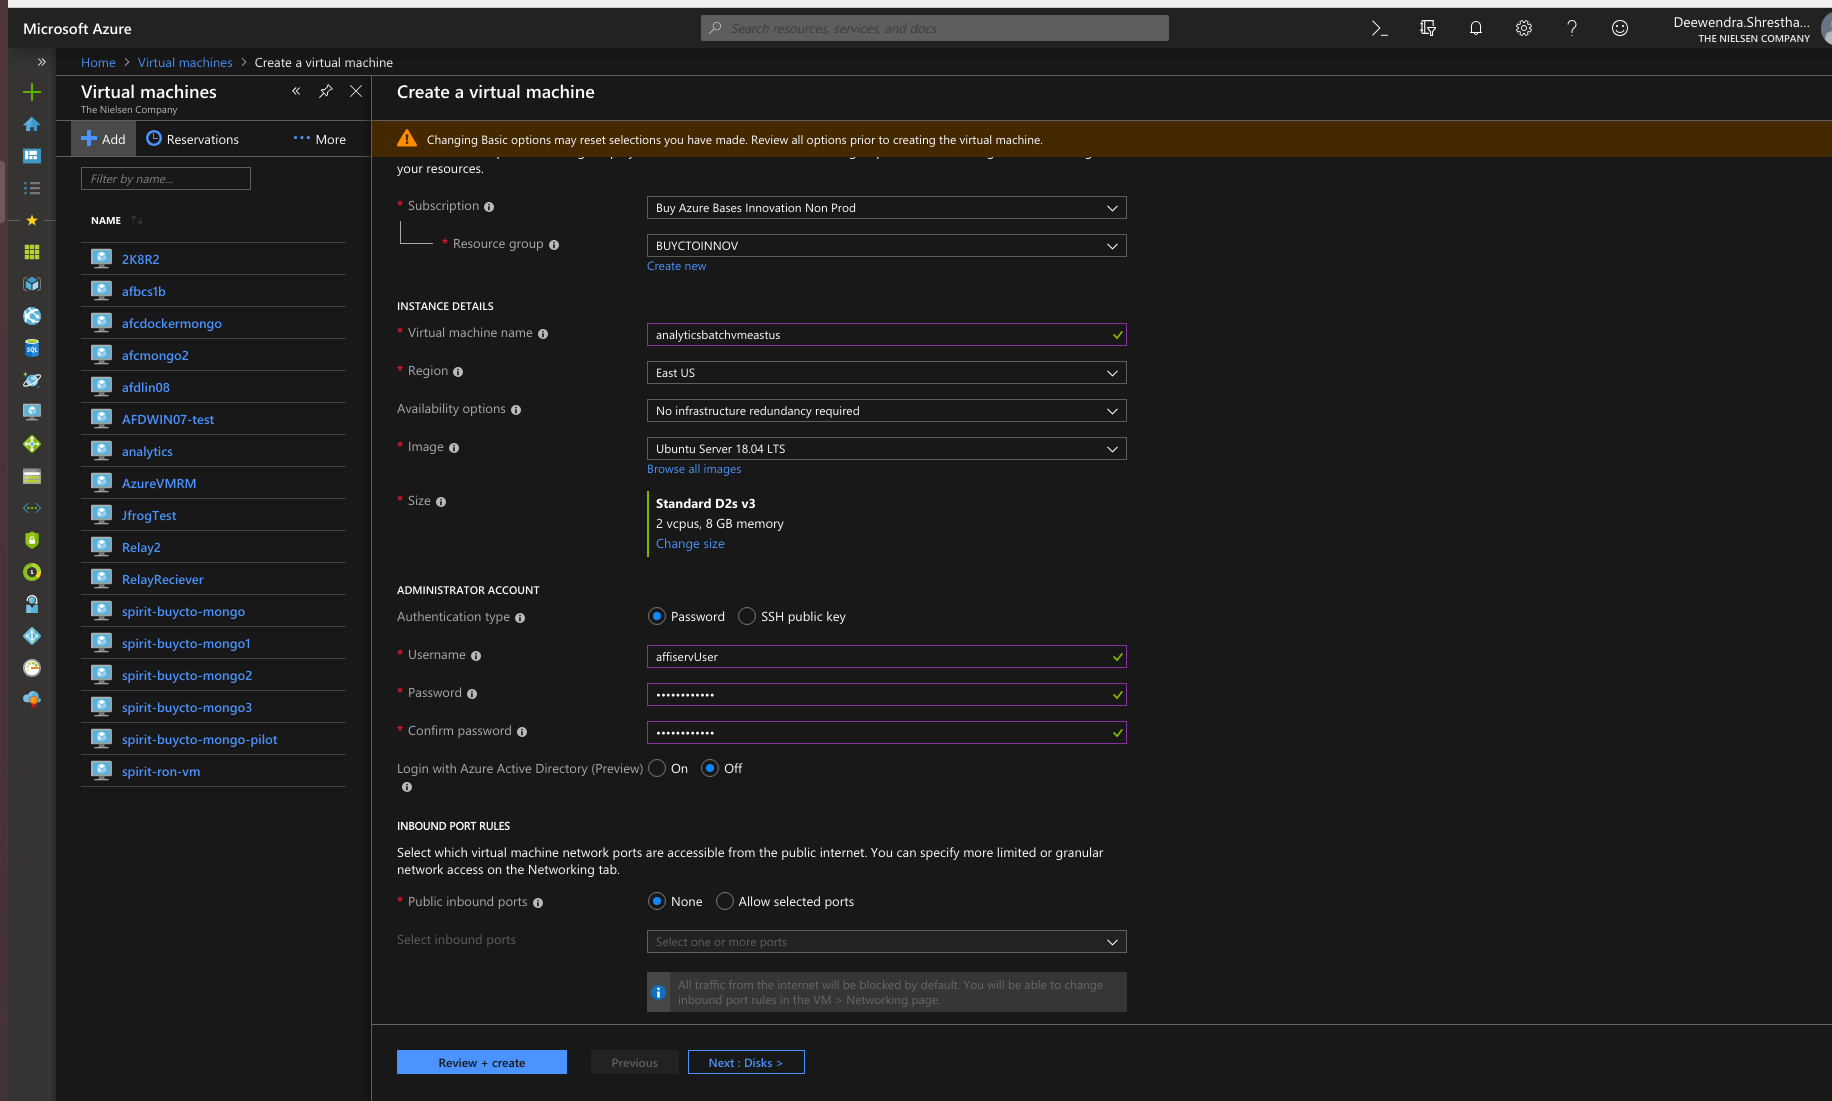 Microsoft Azure
Search resources, services, and docs
Deewendra.Shrestha...
THE NIELSEN COMPANY
Home > Virtual machines > Create a virtual machine
Virtual machines
The Nielsen Company
Add
Reservations
More
Filter by name...
NAME
2K8R2
afbcs1b
afcdockermongo
afcmongo2
afdlin08
AFDWIN07-test
analytics
AzureVMRM
JfrogTest
Relay2
RelayReciever
spirit-buycto-mongo
spirit-buycto-mongo1
spirit-buycto-mongo2
spirit-buycto-mongo3
spirit-buycto-mongo-pilot
spirit-ron-vm
Create a virtual machine
Changing Basic options may reset selections you have made. Review all options prior to creating the virtual machine.
your resources.
* Subscription
Buy Azure Bases Innovation Non Prod
* Resource group
BUYCTOINNOV
Create new
INSTANCE DETAILS
* Virtual machine name
analyticsbatchvmeastus
* Region
East US
Availability options
No infrastructure redundancy required
* Image
Ubuntu Server 18.04 LTS
Browse all images
* Size
Standard D2s v3
2 vcpus, 8 GB memory
Change size
ADMINISTRATOR ACCOUNT
Authentication type
Password
SSH public key
* Username
affiservUser
* Password
••••••••••••
* Confirm password
••••••••••••
Login with Azure Active Directory (Preview)
On
Off
INBOUND PORT RULES
Select which virtual machine network ports are accessible from the public internet. You can specify more limited or granular
network access on the Networking tab.
* Public inbound ports
None
Allow selected ports
Select inbound ports
Select one or more ports
All traffic from the internet will be blocked by default. You will be able to change
inbound port rules in the VM > Networking page.
Review + create
Previous
Next : Disks >